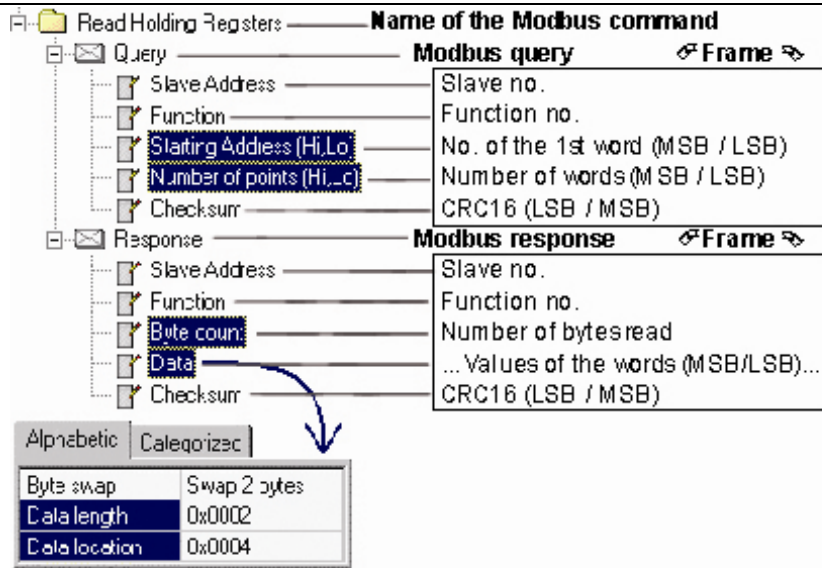 Read Holding Registers Name of the Modbus command
Query Modbus query Frame
Slave Address Slave no.
Function Function no.
Starting Address (Hi,Lo) No. of the 1st word (MSB / LSB)
Number of points (Hi,Lo) Number of words (MSB / LSB)
Checksum CRC16 (LSB / MSB)
Response Modbus response Frame
Slave Address Slave no.
Function Function no.
Byte count Number of bytes read
Data ... Values of the words (MSB/LSB)...
Checksum CRC16 (LSB / MSB)
Alphabetic Categorized
Byte swap Swap 2 bytes
Data length 0x0002
Data location 0x0004